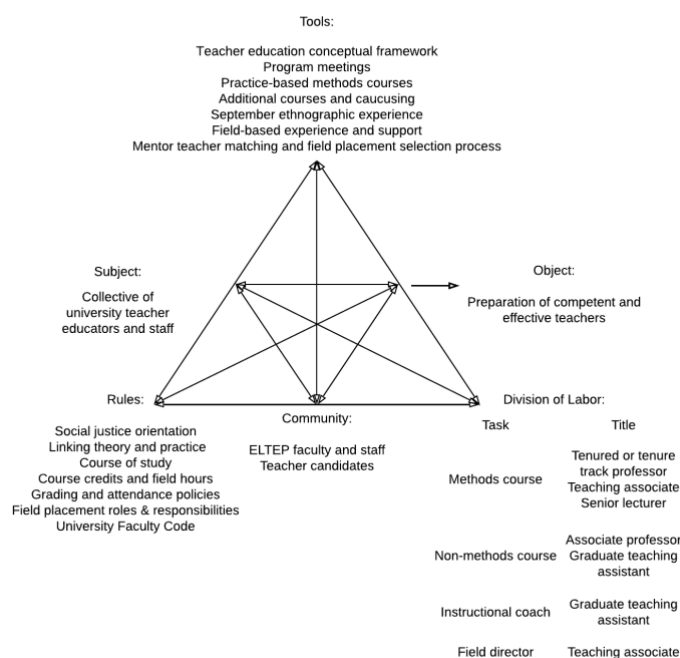 Tools:
Teacher education conceptual framework
Program meetings
Practice-based methods courses
Additional courses and caucusing
September ethnographic experience
Field-based experience and support
Mentor teacher matching and field placement selection process
Subject:
Collective of
university teacher
educators and staff
Object:
Preparation of competent and
effective teachers
Rules:
Social justice orientation
Linking theory and practice
Course of study
Course credits and field hours
Grading and attendance policies
Field placement roles & responsibilities
University Faculty Code
Community:
ELTEP faculty and staff
Teacher candidates
Division of Labor:
Task
Title
Methods course
Tenured or tenure
track professor
Teaching associate
Senior lecturer
Non-methods course
Associate professor
Graduate teaching
assistant
Instructional coach
Graduate teaching
assistant
Field director
Teaching associate